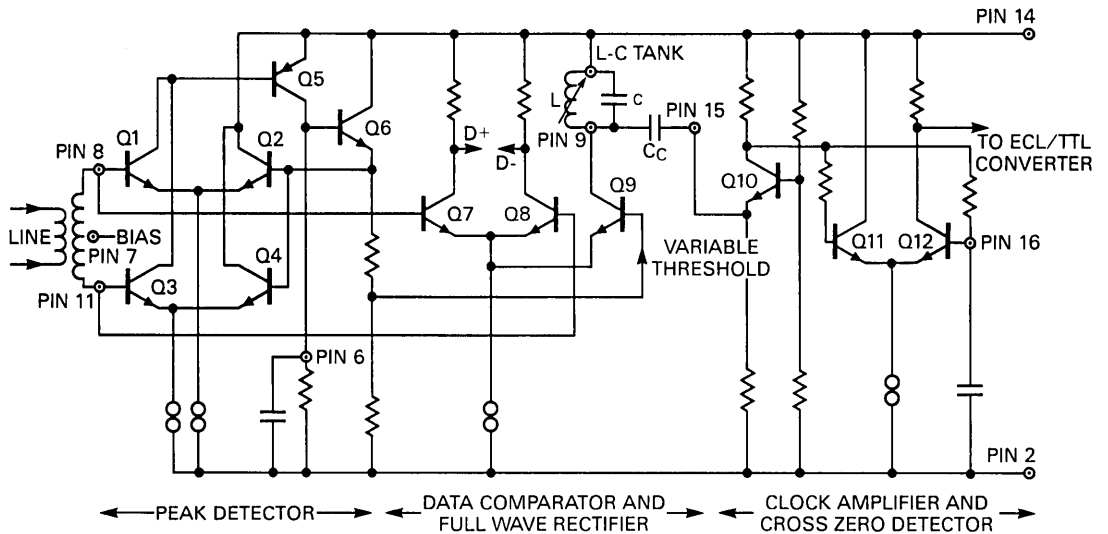 PIN 14
L-C TANK
Q5
L
C
PIN 15
Q1
Q2
Q6
D+
D-
PIN 9
CC
TO ECL/TTL
CONVERTER
PIN 8
Q10
Q7
Q8
Q9
LINE
BIAS
PIN 7
VARIABLE
THRESHOLD
Q11
Q12
PIN 16
Q3
Q4
PIN 11
PIN 6
PIN 2
PEAK DETECTOR
DATA COMPARATOR AND
FULL WAVE RECTIFIER
CLOCK AMPLIFIER AND
CROSS ZERO DETECTOR